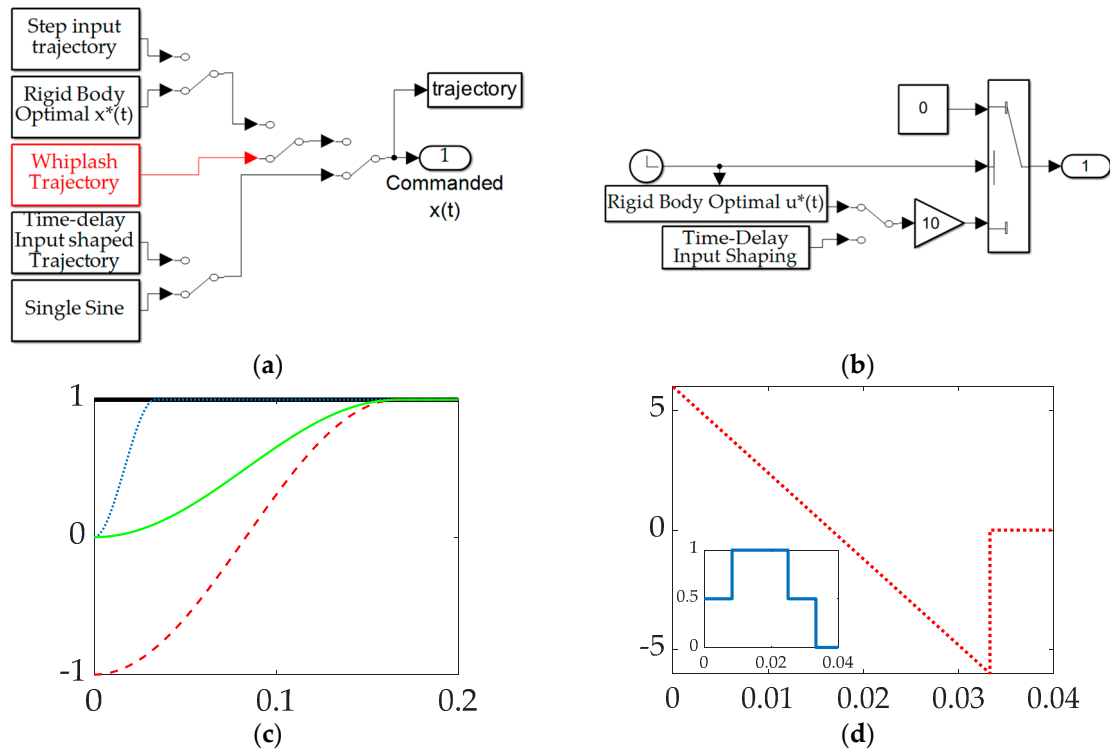 Step input
trajectory
Rigid Body
Optimal x*(t)
Whiplash
Trajectory
Time-delay
Input shaped
Trajectory
Single Sine
trajectory
1
Commanded
x(t)
(a)
0
1
Rigid Body Optimal u*(t)
10
Time-Delay
Input Shaping
(b)
1
0
-1
0
0.1
0.2
(c)
5
0
-5
0
0.01
0.02
0.03
0.04
1
0.5
1
0
0.02
0.04
(d)